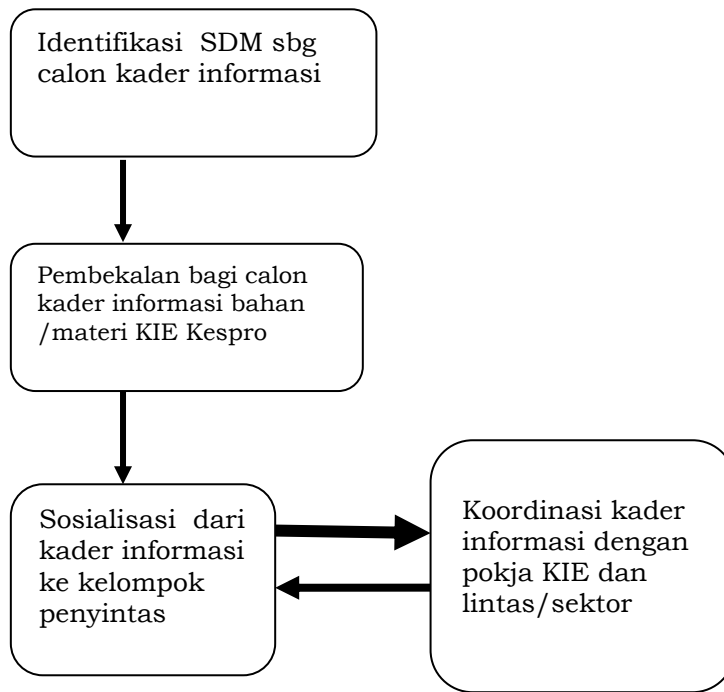 Identifikasi SDM sbg
calon kader informasi
Pembekalan bagi calon
kader informasi bahan
/materi KIE Kespro
Sosialisasi dari
kader informasi
ke kelompok
penyintas
Koordinasi kader
informasi dengan
pokja KIE dan
lintas/sektor